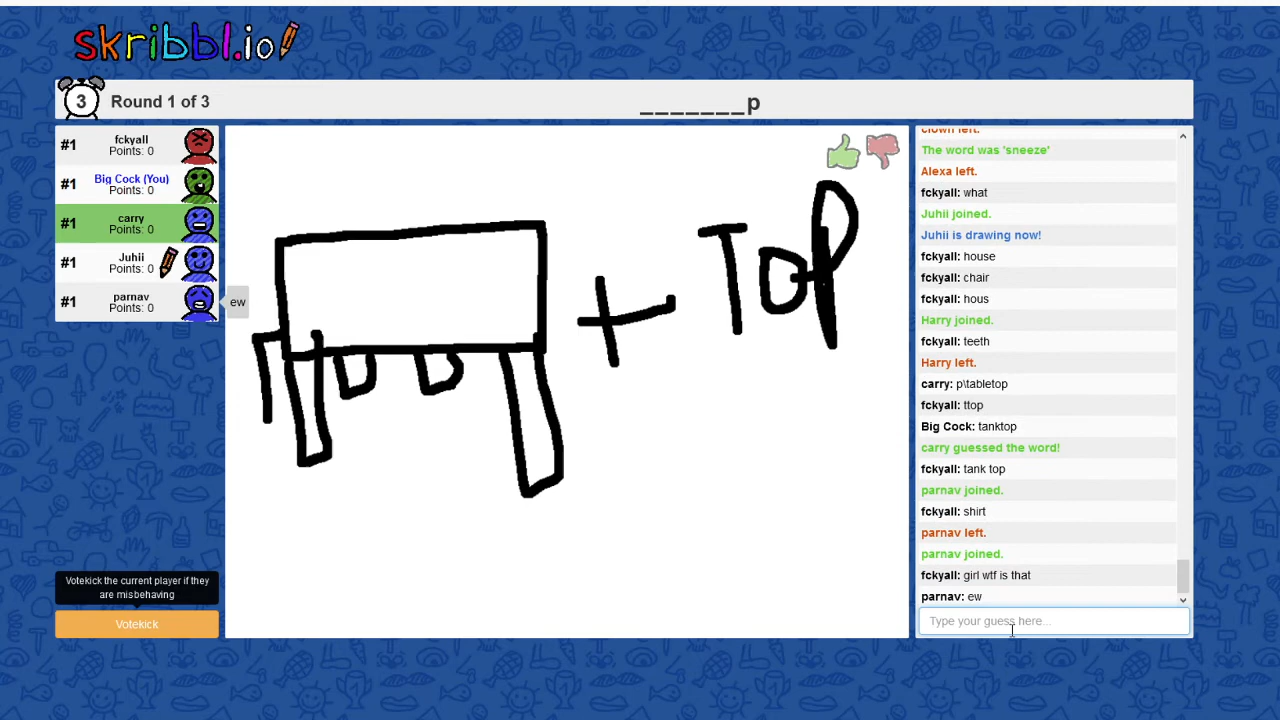 skribbl.io
3
Round 1 of 3
_______p
#1 fckyall
Points: 0
#1 Big Cock (You)
Points: 0
#1 carry
Points: 0
#1 Juhii
Points: 0
#1 parnav
Points: 0
ew
Votekick the current player if they
are misbehaving
Votekick
+ TOP
clown left.
The word was 'sneeze'
Alexa left.
fckyall: what
Juhii joined.
Juhii is drawing now!
fckyall: house
fckyall: chair
fckyall: hous
Harry joined.
fckyall: teeth
Harry left.
carry: p\tabletop
fckyall: ttop
Big Cock: tanktop
carry guessed the word!
fckyall: tank top
parnav joined.
fckyall: shirt
parnav left.
parnav joined.
fckyall: girl wtf is that
parnav: ew
Type your guess here...